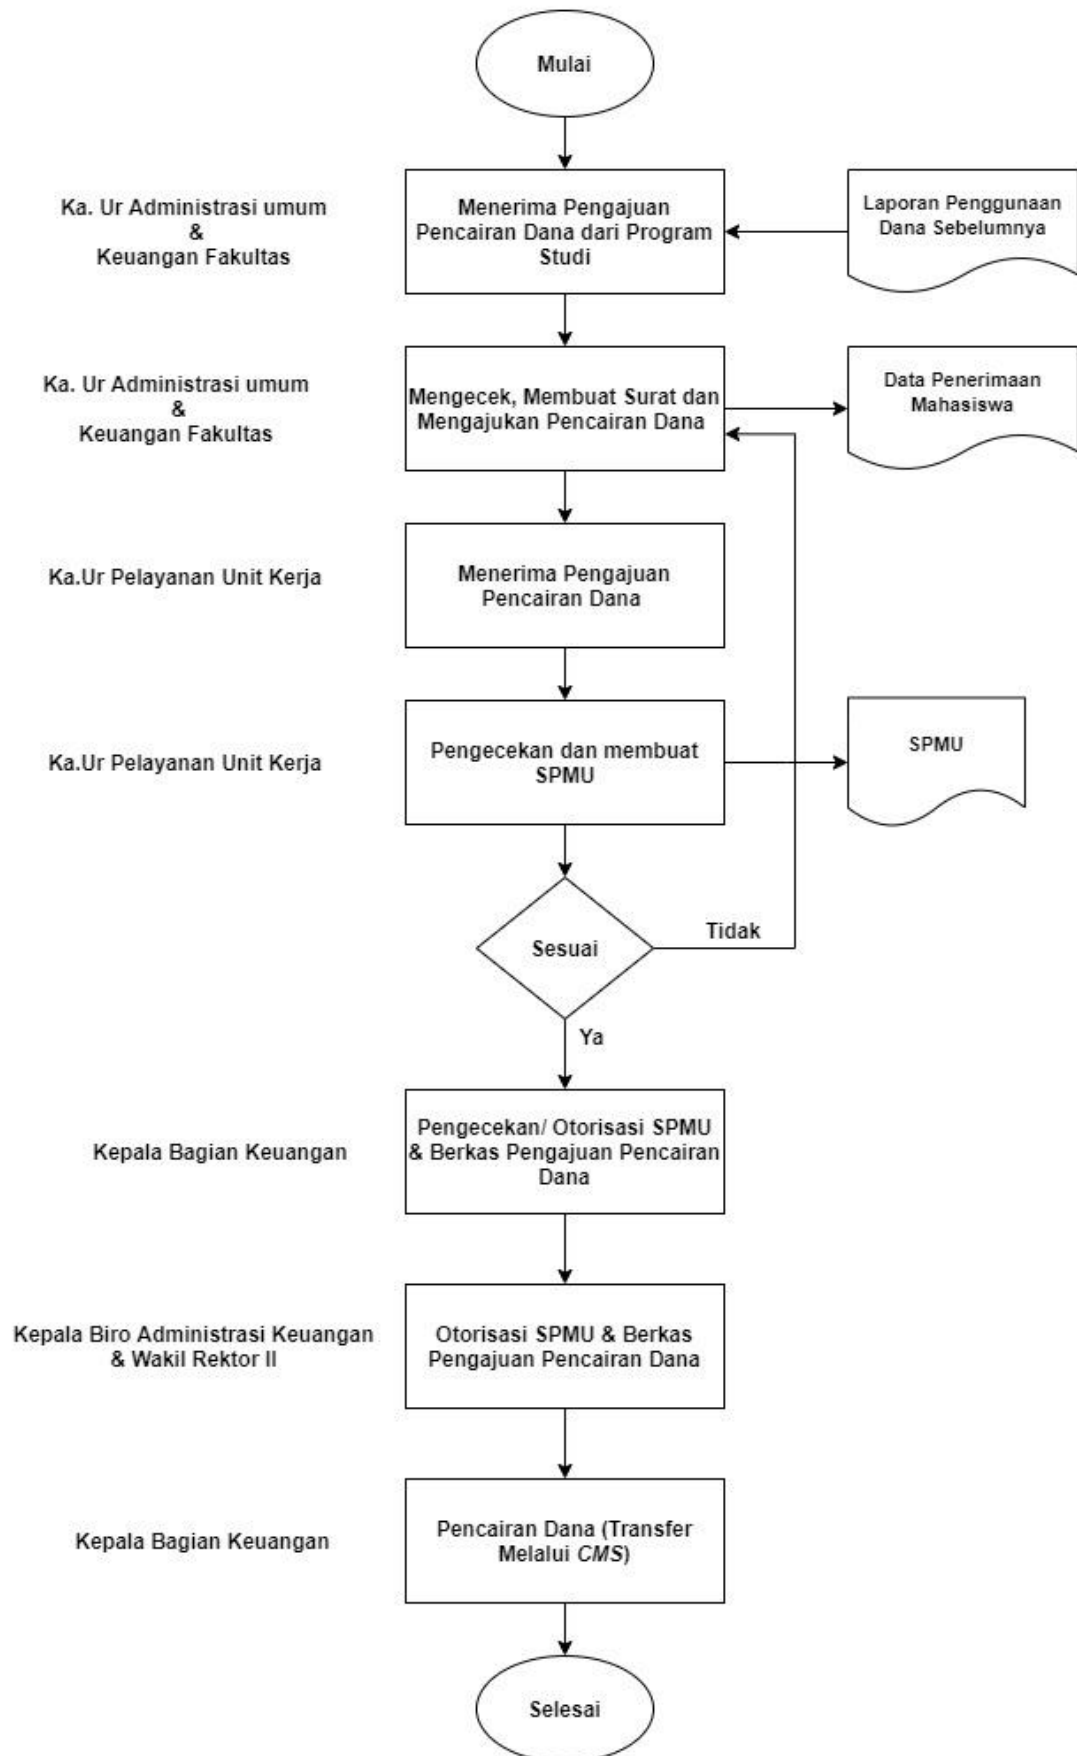 Mulai
Ka. Ur Administrasi umum
&
Keuangan Fakultas
Menerima Pengajuan
Pencairan Dana dari Program
Studi
Laporan Penggunaan
Dana Sebelumnya
Ka. Ur Administrasi umum
&
Keuangan Fakultas
Mengecek, Membuat Surat dan
Mengajukan Pencairan Dana
Data Penerimaan
Mahasiswa
Ka.Ur Pelayanan Unit Kerja
Menerima Pengajuan
Pencairan Dana
Ka.Ur Pelayanan Unit Kerja
Pengecekan dan membuat
SPMU
SPMU
Sesuai
Tidak
Ya
Kepala Bagian Keuangan
Pengecekan/ Otorisasi SPMU
& Berkas Pengajuan Pencairan
Dana
Kepala Biro Administrasi Keuangan
& Wakil Rektor II
Otorisasi SPMU & Berkas
Pengajuan Pencairan Dana
Kepala Bagian Keuangan
Pencairan Dana (Transfer
Melalui CMS)
Selesai